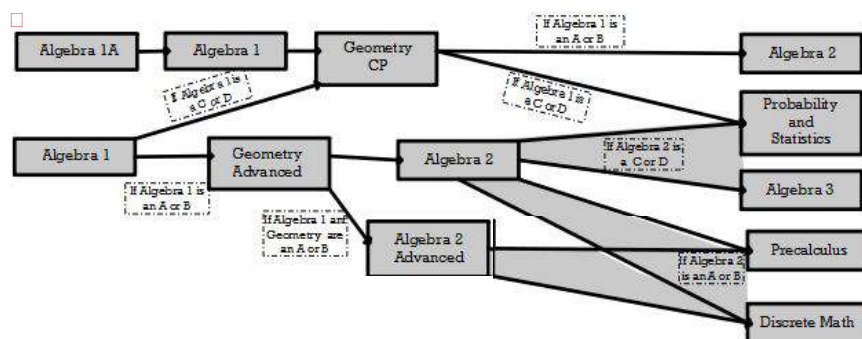 If Algebra 1 is
an A or B
Algebra 1A
Algebra 1
Geometry
CP
Algebra 2
If Algebra 1 is
a C or D
If Algebra 1 is
a C or D
Probability
and
Statistics
Algebra 1
Geometry
Advanced
Algebra 2
If Algebra 2 is
a C or D
Algebra 3
If Algebra 1 is
an A or B
If Algebra 1 and
Geometry are
an A or B
Algebra 2
Advanced
If Algebra 2
is an A or B
Precalculus
Discrete Math